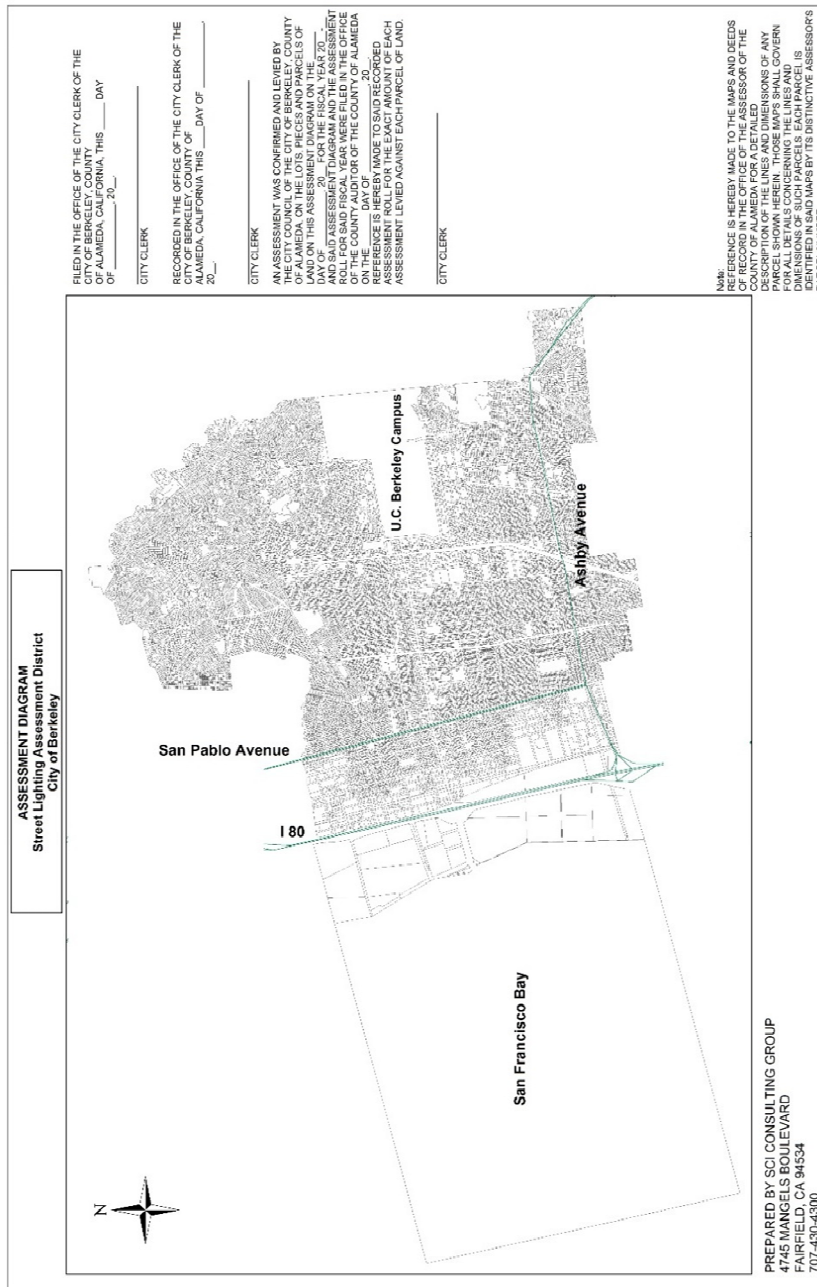 ASSESSMENT DIAGRAM
Street Lighting Assessment District
City of Berkeley
N
San Pablo Avenue
I 80
San Francisco Bay
U.C. Berkeley Campus
Ashby Avenue
FILED IN THE OFFICE OF THE CITY CLERK OF THE
CITY OF BERKELEY, COUNTY
OF ALAMEDA, CALIFORNIA, THIS ____ DAY
OF ________, 20__.
CITY CLERK
RECORDED IN THE OFFICE OF THE CITY CLERK OF THE
CITY OF BERKELEY, COUNTY OF
ALAMEDA, CALIFORNIA THIS ____ DAY OF ________,
20__.
CITY CLERK
AN ASSESSMENT WAS CONFIRMED AND LEVIED BY
THE CITY COUNCIL OF THE CITY OF BERKELEY, COUNTY
OF ALAMEDA, ON THE LOTS, PIECES AND PARCELS OF
LAND ON THIS ASSESSMENT DIAGRAM ON THE ____
DAY OF ________, 20__ FOR THE FISCAL YEAR 20__-__
AND SAID ASSESSMENT DIAGRAM AND THE ASSESSMENT
ROLL FOR SAID FISCAL YEAR WERE FILED IN THE OFFICE
OF THE COUNTY AUDITOR OF THE COUNTY OF ALAMEDA
ON THE ____ DAY OF ________, 20__.
REFERENCE IS HEREBY MADE TO SAID RECORDED
ASSESSMENT ROLL FOR THE EXACT AMOUNT OF EACH
ASSESSMENT LEVIED AGAINST EACH PARCEL OF LAND.
CITY CLERK
Note:
REFERENCE IS HEREBY MADE TO THE MAPS AND DEEDS
OF RECORD IN THE OFFICE OF THE ASSESSOR OF THE
COUNTY OF ALAMEDA FOR A DETAILED
DESCRIPTION OF THE LINES AND DIMENSIONS OF ANY
PARCEL SHOWN HEREIN. THOSE MAPS SHALL GOVERN
FOR ALL DETAILS CONCERNING THE LINES AND
DIMENSIONS OF SUCH PARCELS. EACH PARCEL IS
IDENTIFIED IN SAID MAPS BY ITS DISTINCTIVE ASSESSOR'S
PREPARED BY SCI CONSULTING GROUP
4745 MANGELS BOULEVARD
FAIRFIELD, CA 94534
707-430-4300